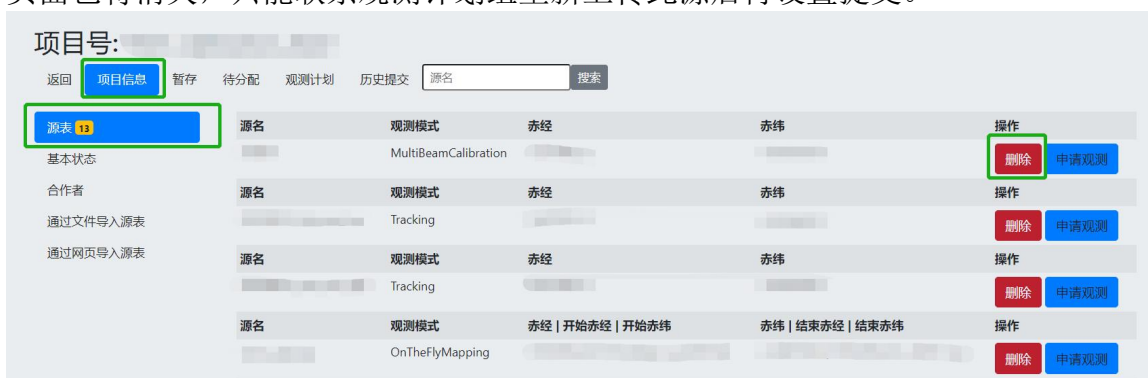 项目号:
返回 项目信息 暂存 待分配 观测计划 历史提交 源名 搜索
源表 13
基本状态
合作者
通过文件导入源表
通过网页导入源表
源名 观测模式 赤经 赤纬 操作
MultiBeamCalibration 删除 申请观测
源名 观测模式 赤经 赤纬 操作
Tracking 删除 申请观测
源名 观测模式 赤经 赤纬 操作
Tracking 删除 申请观测
源名 观测模式 赤经 | 开始赤经 | 开始赤纬 赤纬 | 结束赤经 | 结束赤纬 操作
OnTheFlyMapping 删除 申请观测